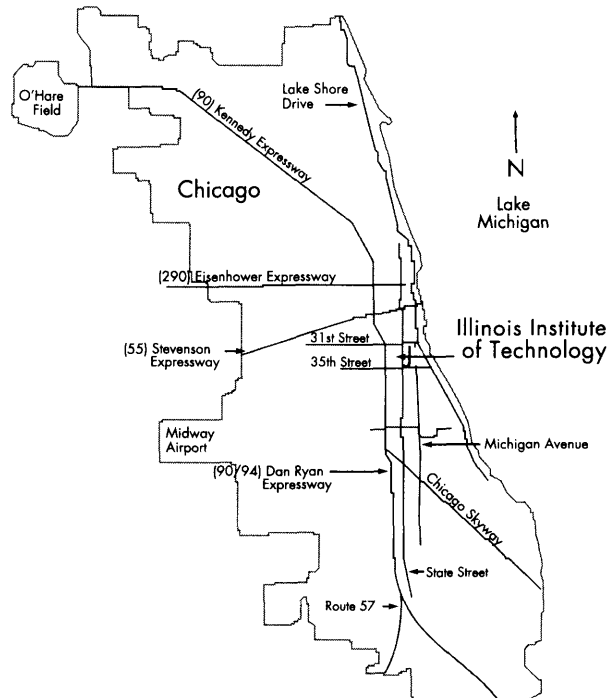 O'Hare
Field
(90) Kennedy Expressway
Lake Shore
Drive
N
Lake
Michigan
Chicago
(290) Eisenhower Expressway
31st Street
Illinois Institute
of Technology
(55) Stevenson
Expressway
35th Street
Midway
Airport
Michigan Avenue
(90/94) Dan Ryan
Expressway
Chicago Skyway
State Street
Route 57